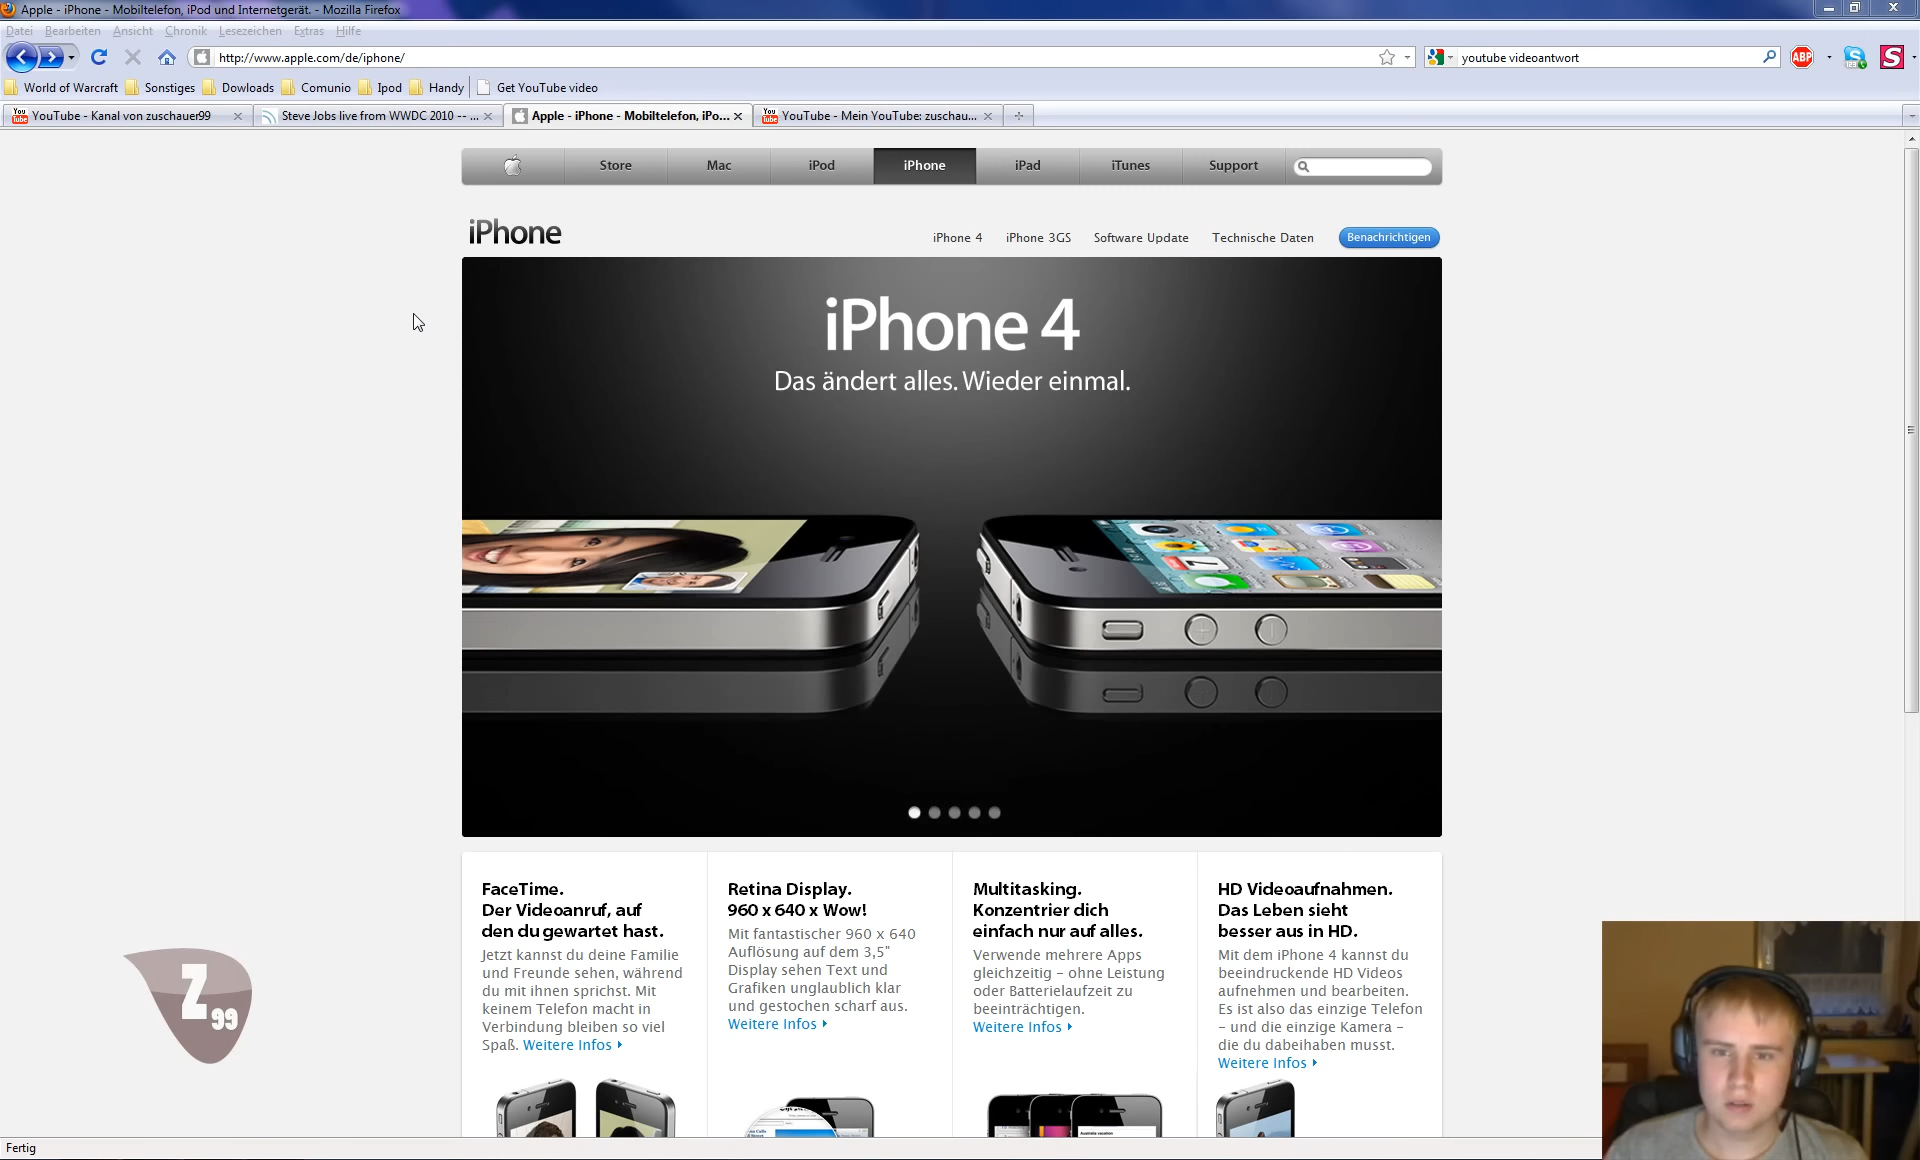 Apple - iPhone - Mobiltelefon, iPod und Internetgerät. - Mozilla Firefox
Datei Bearbeiten Ansicht Chronik Lesezeichen Extras Hilfe
http://www.apple.com/de/iphone/
youtube videoantwort
ABP
S
World of Warcraft Sonstiges Dowloads Comunio Ipod Handy Get YouTube video
YouTube - Kanal von zuschauer99
Steve Jobs live from WWDC 2010 -- ...
Apple - iPhone - Mobiltelefon, iPo...
YouTube - Mein YouTube: zuschau...
Store Mac iPod iPhone iPad iTunes Support
iPhone
iPhone 4 iPhone 3GS Software Update Technische Daten Benachrichtigen
iPhone 4
Das ändert alles. Wieder einmal.
FaceTime.
Der Videoanruf, auf
den du gewartet hast.
Jetzt kannst du deine Familie
und Freunde sehen, während
du mit ihnen sprichst. Mit
keinem Telefon macht in
Verbindung bleiben so viel
Spaß. Weitere Infos
Retina Display.
960 x 640 x Wow!
Mit fantastischer 960 x 640
Auflösung auf dem 3,5"
Display sehen Text und
Grafiken unglaublich klar
und gestochen scharf aus.
Weitere Infos
Multitasking.
Konzentrier dich
einfach nur auf alles.
Verwende mehrere Apps
gleichzeitig – ohne Leistung
oder Batterielaufzeit zu
beeinträchtigen.
Weitere Infos
HD Videoaufnahmen.
Das Leben sieht
besser aus in HD.
Mit dem iPhone 4 kannst du
beeindruckende HD Videos
aufnehmen und bearbeiten.
Es ist also das einzige Telefon
– und die einzige Kamera –
die du dabeihaben musst.
Weitere Infos
Z99
Fertig